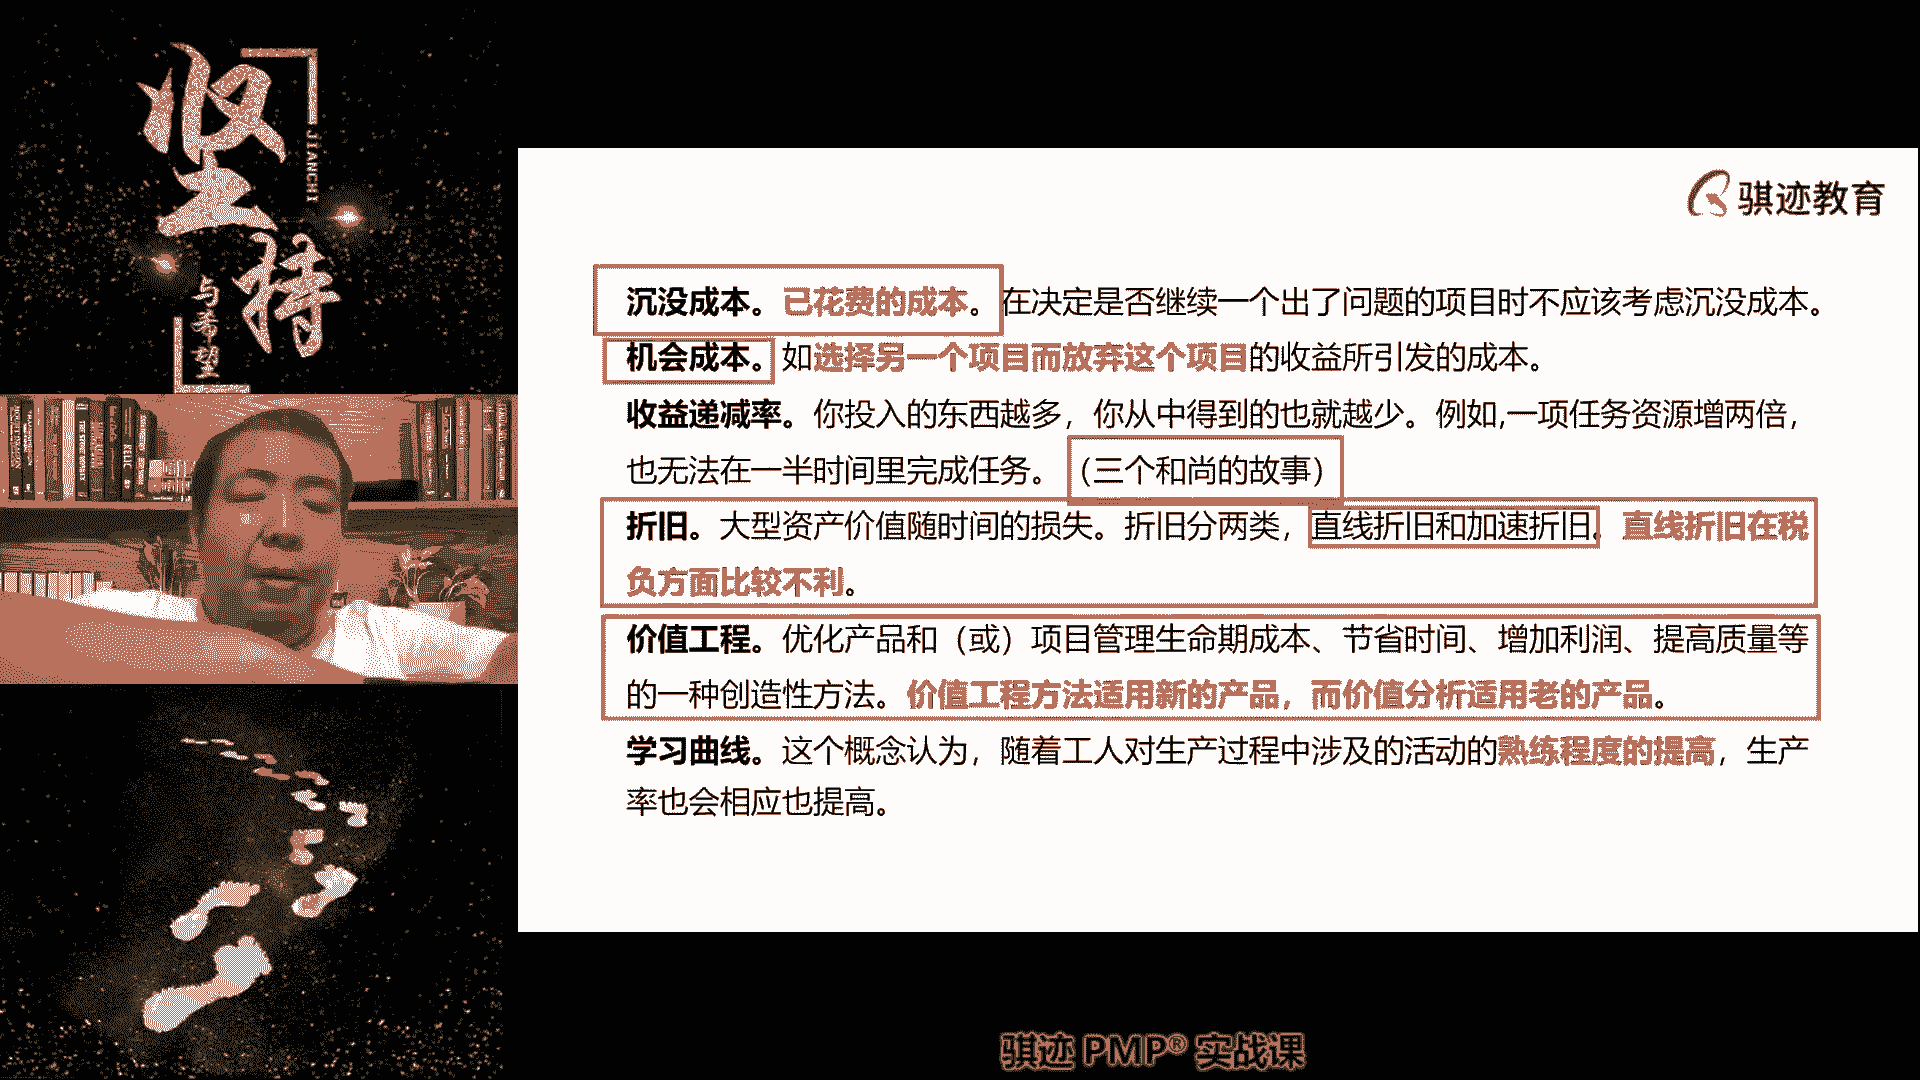 坚持
JIANCHI
与希望
骐迹教育
沉没成本。已花费的成本。在决定是否继续一个出了问题的项目时不应该考虑沉没成本。
机会成本。如选择另一个项目而放弃这个项目的收益所引发的成本。
收益递减率。你投入的东西越多，你从中得到的也就越少。例如,一项任务资源增两倍，
也无法在一半时间里完成任务。（三个和尚的故事）
折旧。大型资产价值随时间的损失。折旧分两类，直线折旧和加速折旧。直线折旧在税
负方面比较不利。
价值工程。优化产品和（或）项目管理生命期成本、节省时间、增加利润、提高质量等
的一种创造性方法。价值工程方法适用新的产品，而价值分析适用老的产品。
学习曲线。这个概念认为，随着工人对生产过程中涉及的活动的熟练程度的提高，生产
率也会相应也提高。
骐迹 PMP® 实战课